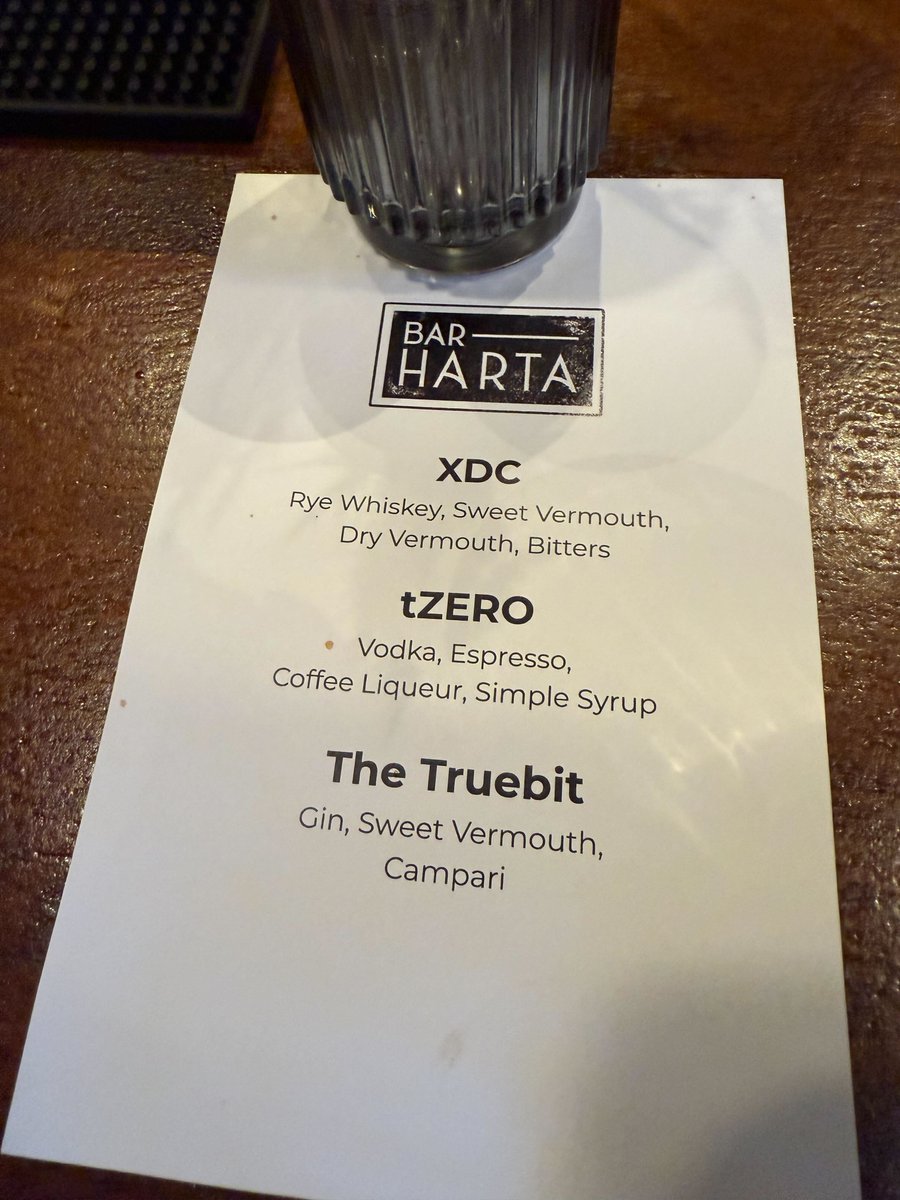 BAR
HARTA
XDC
Rye Whiskey, Sweet Vermouth,
Dry Vermouth, Bitters
tZERO
Vodka, Espresso,
Coffee Liqueur, Simple Syrup
The Truebit
Gin, Sweet Vermouth,
Campari